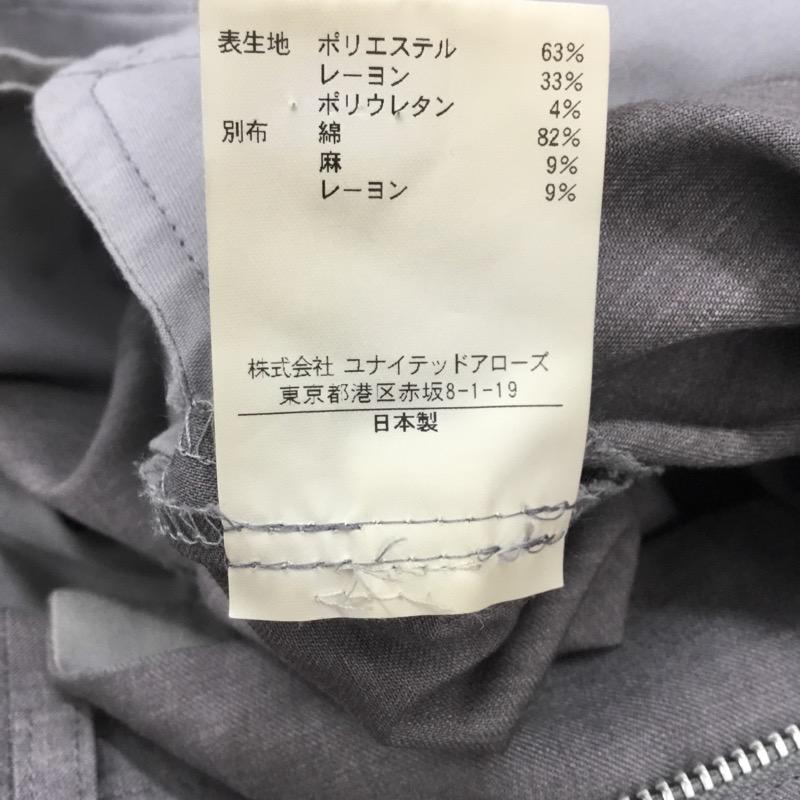 表生地 ポリエステル 63%
レーヨン 33%
ポリウレタン 4%
別布 綿 82%
麻 9%
レーヨン 9%
株式会社 ユナイテッドアローズ
東京都港区赤坂8-1-19
日本製